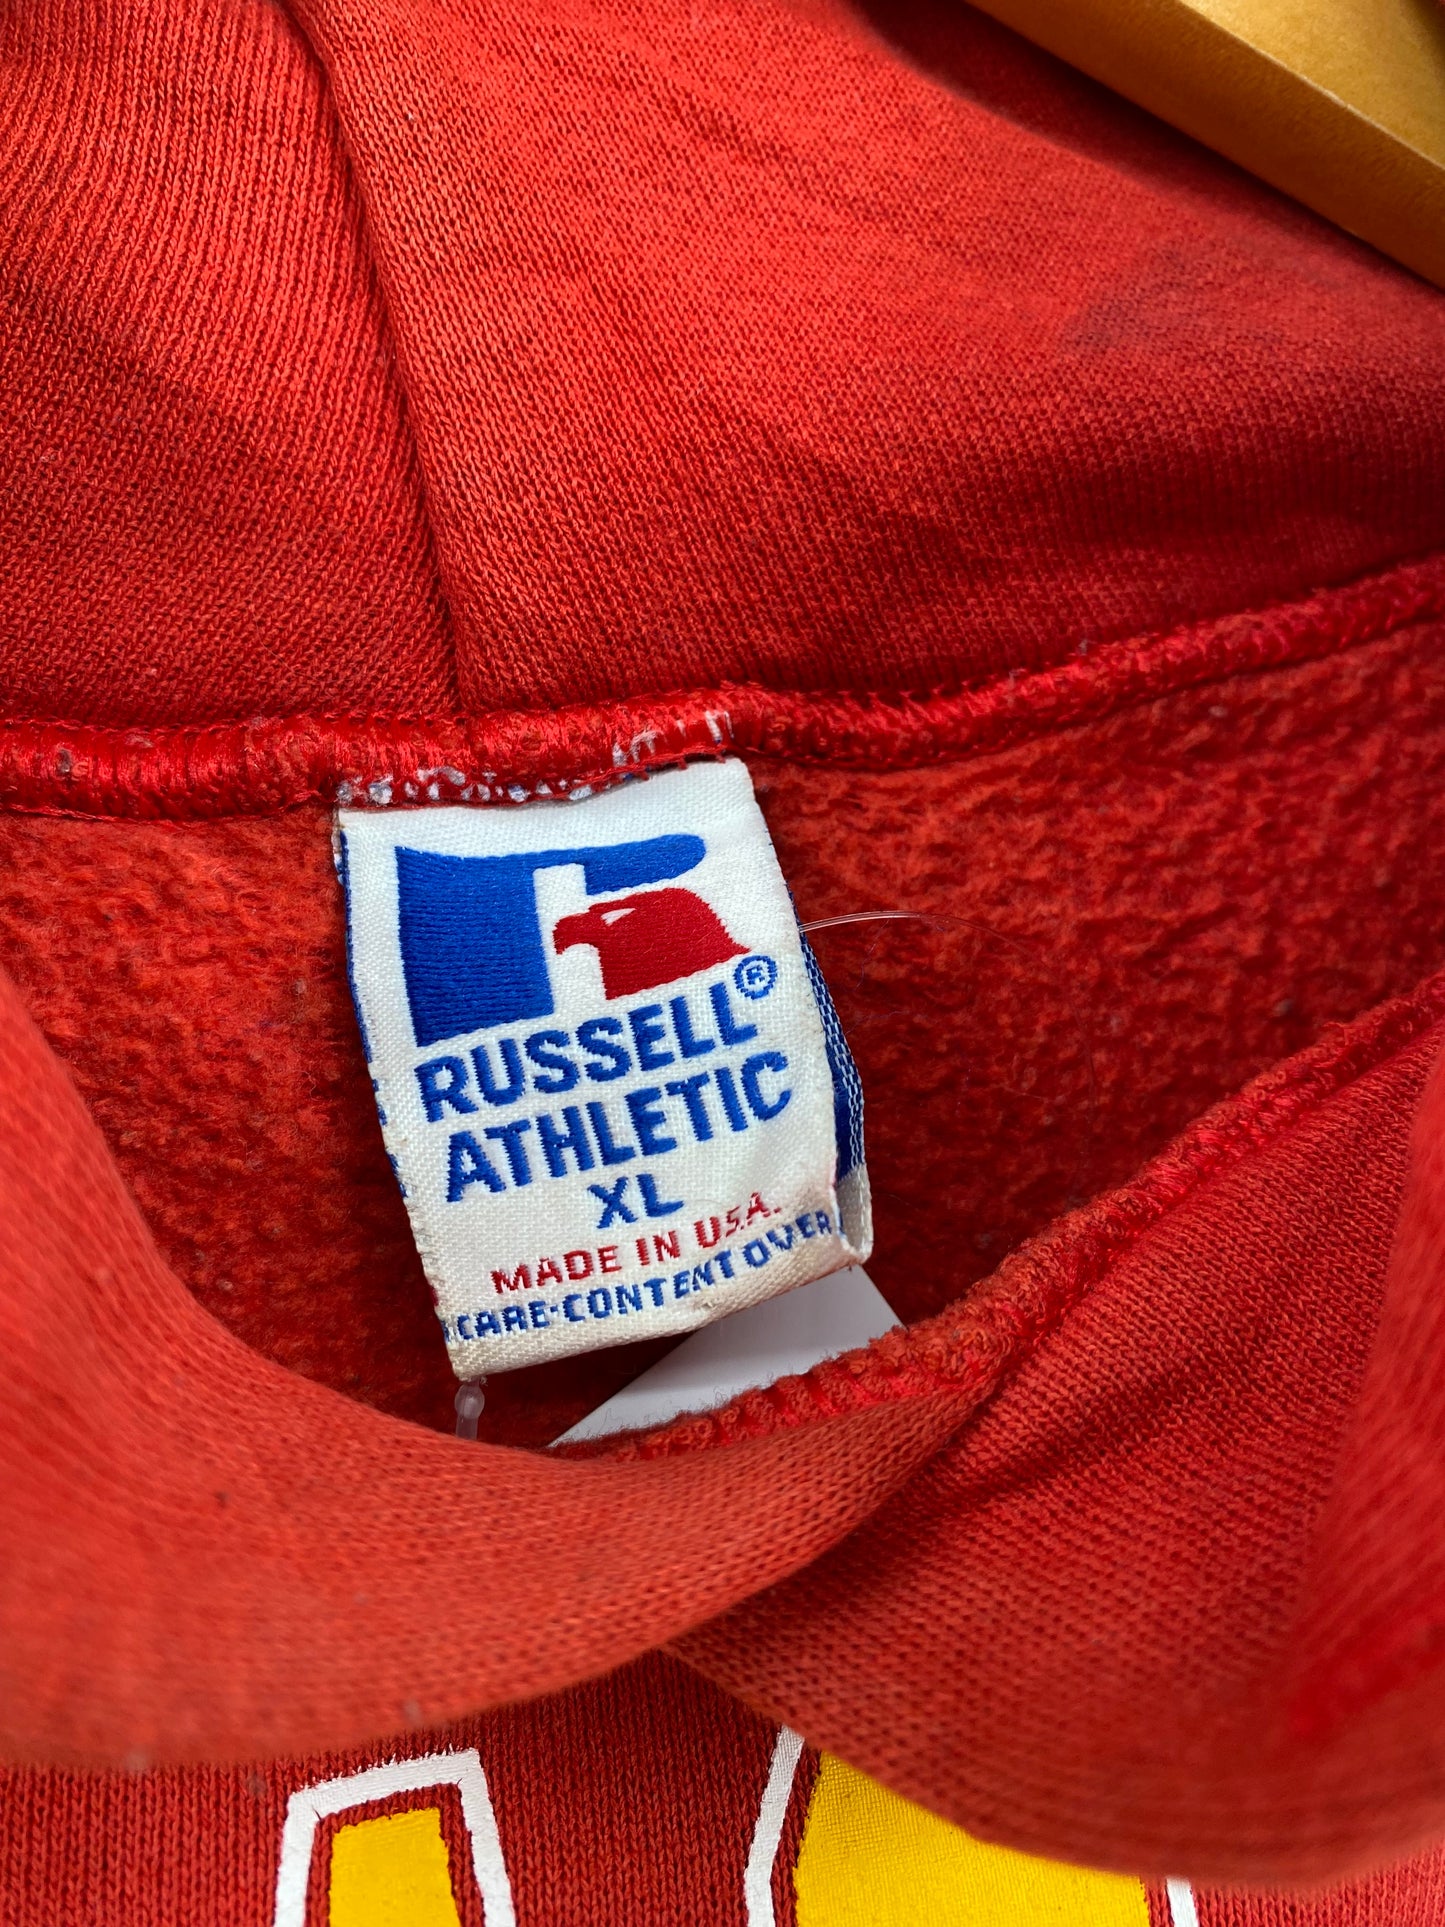 RUSSELL®
ATHLETIC
XL
MADE IN U.S.A.
CARE-CONTENT OVER